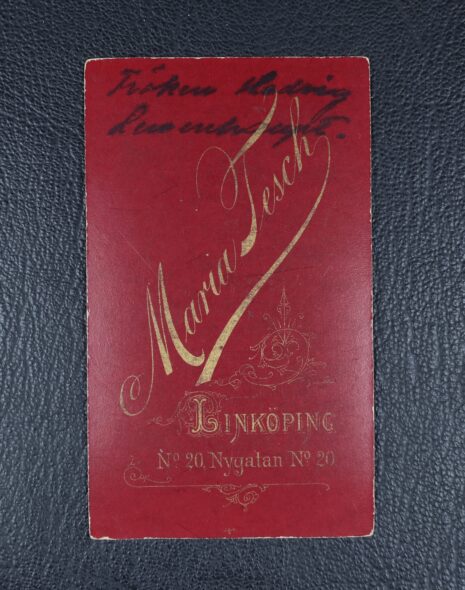 Fröken Hedvig
Maria Tesch
LINKÖPING
No 20, Nygatan No 20